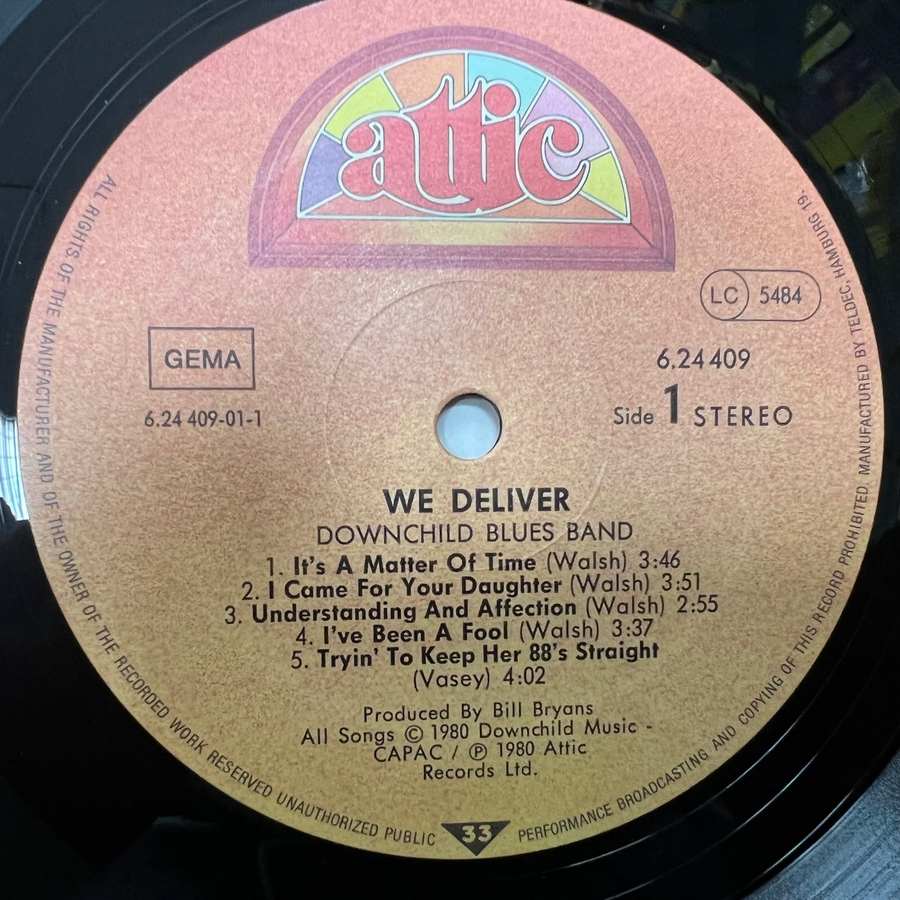 attic
LC 5484
GEMA
6.24 409-01-1
6.24 409
Side 1 STEREO
WE DELIVER
DOWNCHILD BLUES BAND
1. It's A Matter Of Time (Walsh) 3:46
2. I Came For Your Daughter (Walsh) 3:51
3. Understanding And Affection (Walsh) 2:55
4. I've Been A Fool (Walsh) 3:37
5. Tryin' To Keep Her 88's Straight
(Vasey) 4:02
Produced By Bill Bryans
All Songs © 1980 Downchild Music -
CAPAC / ℗ 1980 Attic
Records Ltd.
ALL RIGHTS OF THE MANUFACTURER AND OF THE OWNER OF THE RECORDED WORK RESERVED UNAUTHORIZED PUBLIC
33
PERFORMANCE BROADCASTING AND COPYING OF THIS RECORD PROHIBITED. MANUFACTURED BY TELDEC, HAMBURG 19.